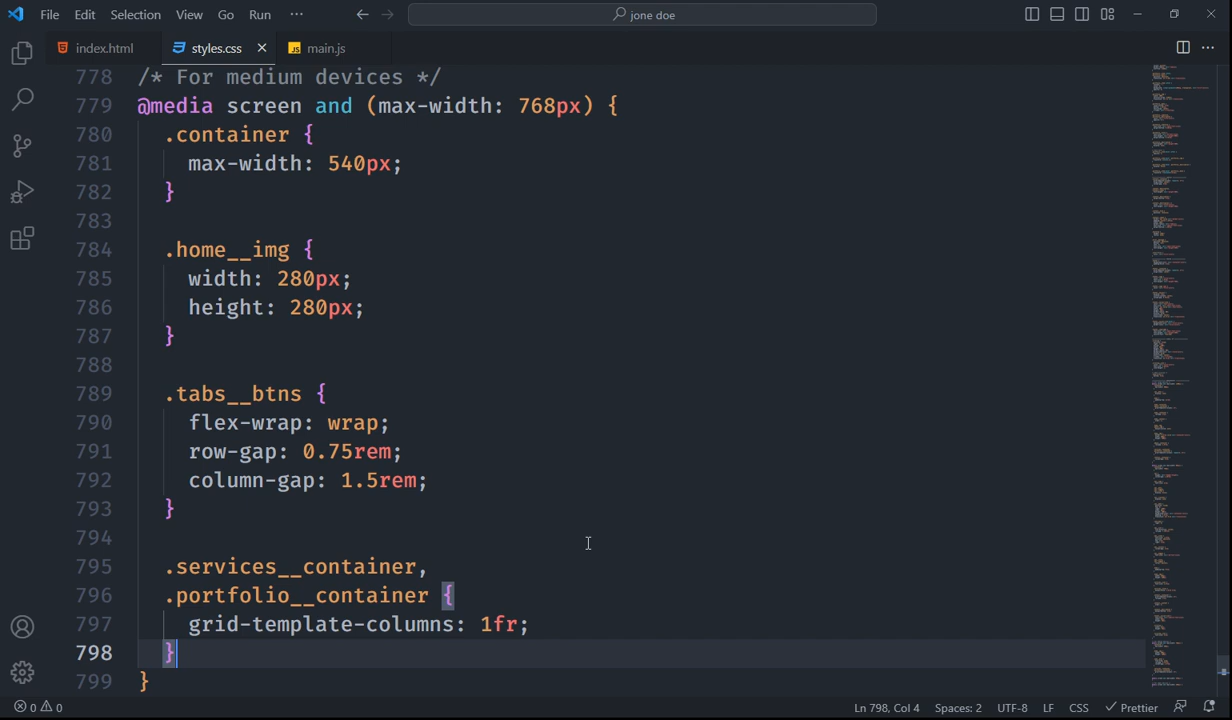 File Edit Selection View Go Run ··· jone doe
index.html styles.css main.js
778 /* For medium devices */
779 @media screen and (max-width: 768px) {
780 .container {
781 max-width: 540px;
782 }
783
784 .home__img {
785 width: 280px;
786 height: 280px;
787 }
788
789 .tabs__btns {
790 flex-wrap: wrap;
791 row-gap: 0.75rem;
792 column-gap: 1.5rem;
793 }
794
795 .services__container,
796 .portfolio__container {
797 grid-template-columns: 1fr;
798 }
799 }
0 0 Ln 798, Col 4 Spaces: 2 UTF-8 LF CSS Prettier